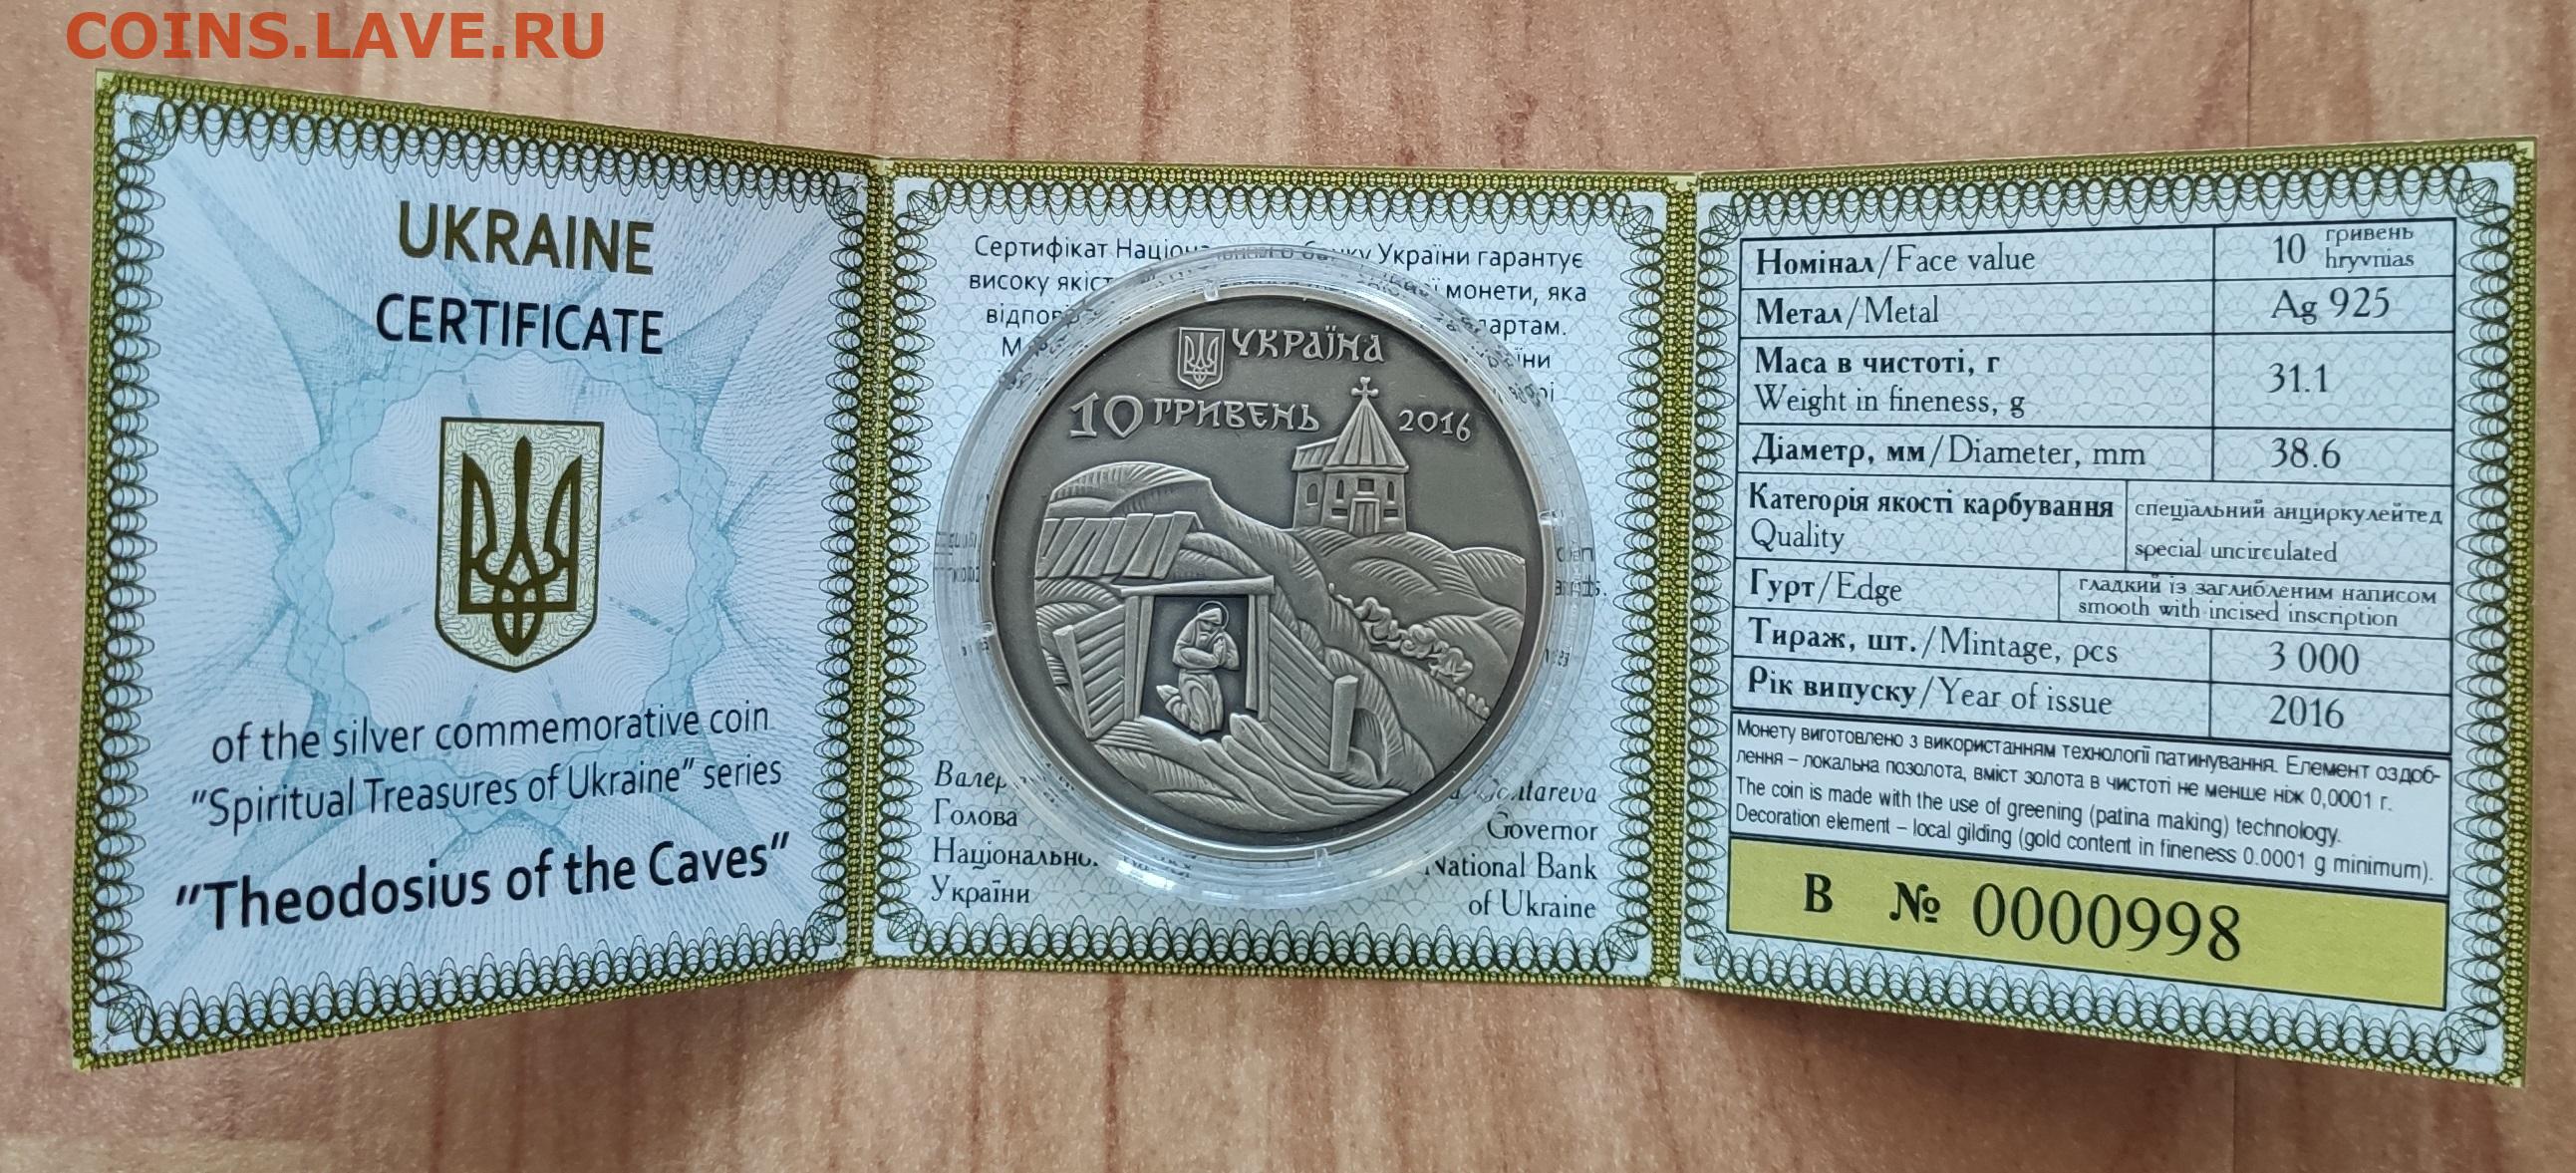 COINS.LAVE.RU
UKRAINE
CERTIFICATE
of the silver commemorative coin
"Spiritual Treasures of Ukraine" series
"Theodosius of the Caves"
Сертифікат України гарантує
високу монети, яка
УКРАЇНА
10 ГРИВЕНЬ 2016
Голова
України
Governor
National Bank
of Ukraine
Номінал/Face value 10 гривень
hryvnias
Метал/Metal Ag 925
Маса в чистоті, г
Weight in fineness, g 31.1
Діаметр, мм/Diameter, mm 38.6
Категорія якості карбування спеціальний анциркулейтед
Quality special uncirculated
Гурт/Edge гладкий із заглибленим написом
smooth with incised inscription
Тираж, шт./Mintage, pcs 3 000
Рік випуску/Year of issue 2016
Монету виготовлено з використанням технології патинування. Елемент оздоб-
лення – локальна позолота, вміст золота в чистоті не менше ніж 0,0001 г.
The coin is made with the use of greening (patina making) technology.
Decoration element – local gilding (gold content in fineness 0.0001 g minimum).
В № 0000998